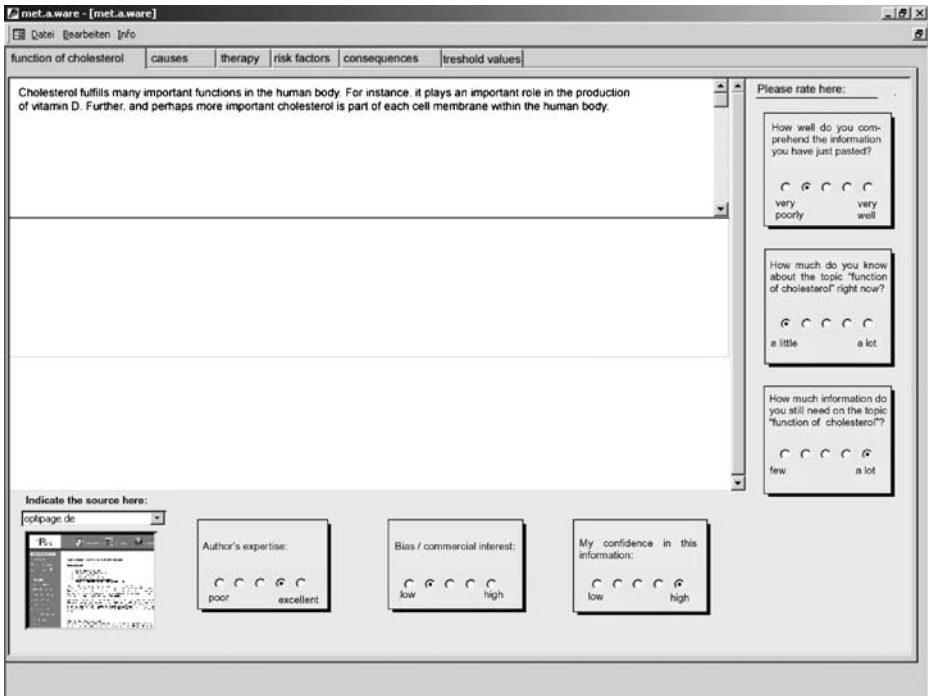 met.a.ware - [met.a.ware]
Datei Bearbeiten Info
function of cholesterol causes therapy risk factors consequences treshold values
Cholesterol fulfills many important functions in the human body. For instance. it plays an important role in the production
of vitamin D. Further, and perhaps more important cholesterol is part of each cell membrane within the human body.
Please rate here:
How well do you com-
prehend the information
you have just pasted?
very very
poorly well
How much do you know
about the topic "function
of cholesterol" right now?
a little a lot
How much information do
you still need on the topic
"function of cholesterol"?
few a lot
Indicate the source here:
optipage.de
Author's expertise:
poor excellent
Bias / commercial interest:
low high
My confidence in this
information:
low high